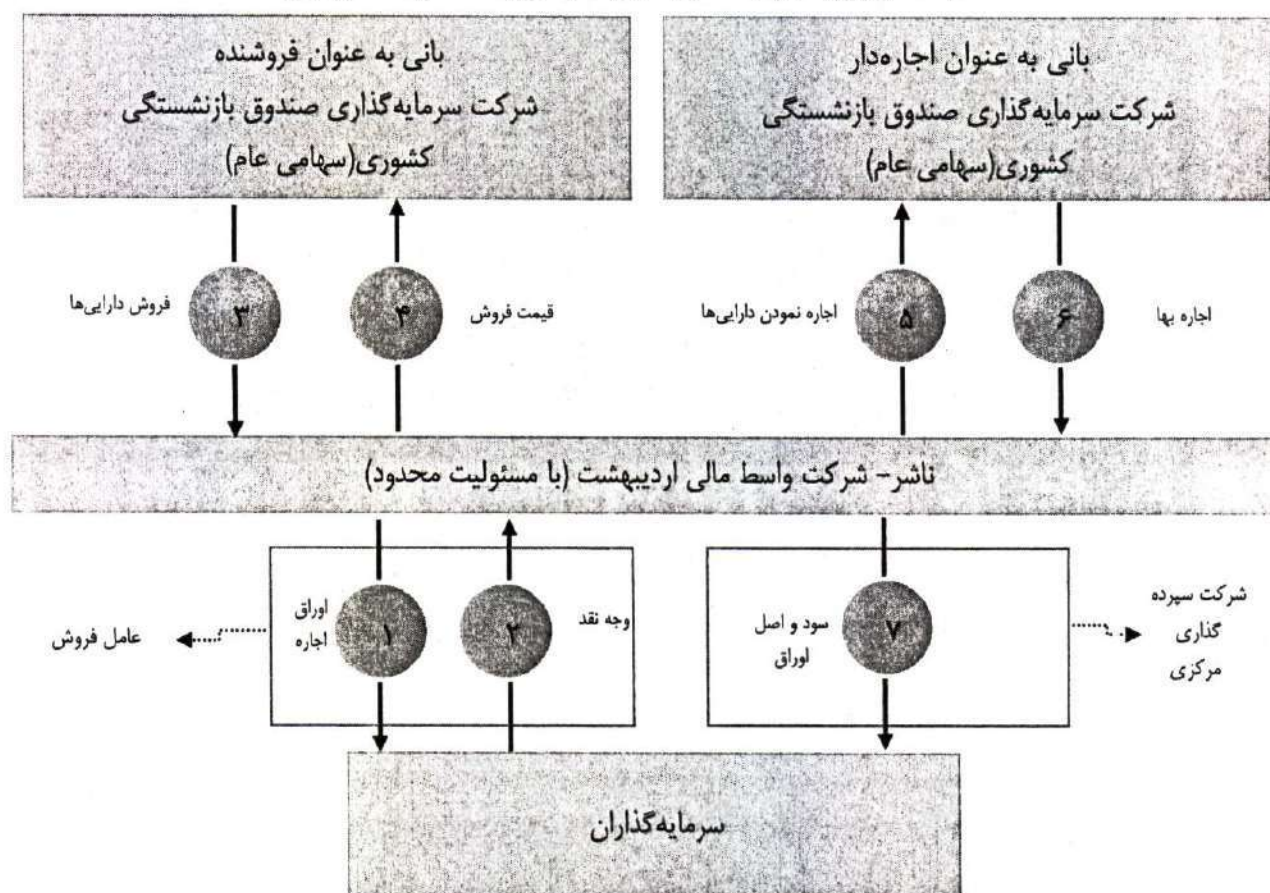 بانی به عنوان اجاره‌دار
شرکت سرمایه‌گذاری صندوق بازنشستگی
کشوری(سهامی عام)
بانی به عنوان فروشنده
شرکت سرمایه‌گذاری صندوق بازنشستگی
کشوری(سهامی عام)
اجاره بها
۶
۵
اجاره نمودن دارایی‌ها
قیمت فروش
۴
۳
فروش دارایی‌ها
ناشر– شرکت واسط مالی اردیبهشت (با مسئولیت محدود)
شرکت سپرده
گذاری
مرکزی
۷
سود و اصل
اوراق
وجه نقد
۲
۱
اوراق
اجاره
عامل فروش
سرمایه‌گذاران